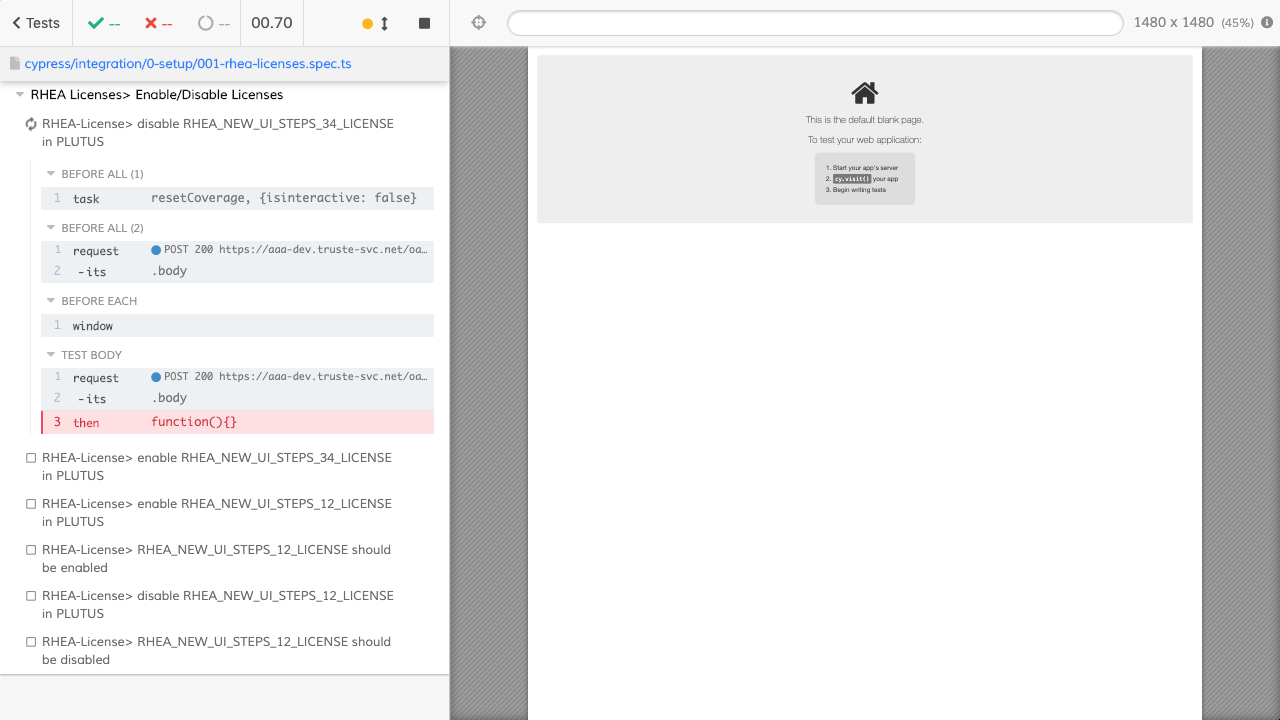 Tests
--
--
--
00.70
1480 x 1480 (45%)
cypress/integration/0-setup/001-rhea-licenses.spec.ts
RHEA Licenses> Enable/Disable Licenses
RHEA-License> disable RHEA_NEW_UI_STEPS_34_LICENSE
in PLUTUS
BEFORE ALL (1)
1 task resetCoverage, {isinteractive: false}
BEFORE ALL (2)
1 request POST 200 https://aaa-dev.truste-svc.net/oa…
2 -its .body
BEFORE EACH
1 window
TEST BODY
1 request POST 200 https://aaa-dev.truste-svc.net/oa…
2 -its .body
3 then function(){}
RHEA-License> enable RHEA_NEW_UI_STEPS_34_LICENSE
in PLUTUS
RHEA-License> enable RHEA_NEW_UI_STEPS_12_LICENSE
in PLUTUS
RHEA-License> RHEA_NEW_UI_STEPS_12_LICENSE should
be enabled
RHEA-License> disable RHEA_NEW_UI_STEPS_12_LICENSE
in PLUTUS
RHEA-License> RHEA_NEW_UI_STEPS_12_LICENSE should
be disabled
This is the default blank page.
To test your web application:
1. Start your app's server
2. cy.visit() your app
3. Begin writing tests